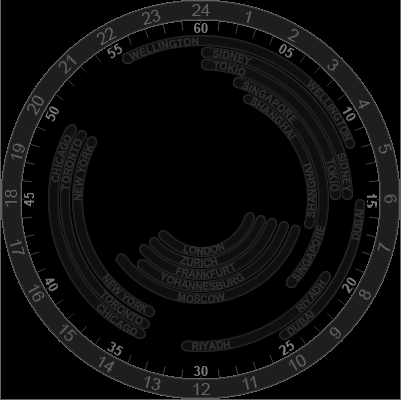 24
1
2
3
4
5
6
7
8
9
10
11
12
13
14
15
16
17
18
19
20
21
22
23
60
05
10
15
20
25
30
35
40
45
50
55
WELLINGTON
WELLINGTON
SIDNEY
SIDNEY
TOKIO
TOKIO
SINGAPORE
SINGAPORE
SHANGHAI
SHANGHAI
DUBAI
DUBAI
RIYADH
RIYADH
CHICAGO
CHICAGO
TORONTO
TORONTO
NEW YORK
NEW YORK
LONDON
ZURICH
FRANKFURT
YOHANNESBURG
MOSCOW